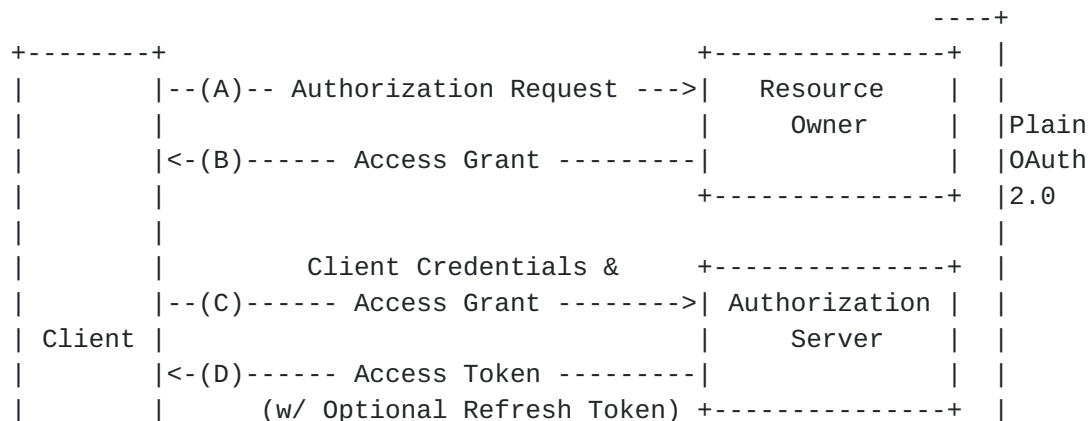 ----+
+--------+                                  +---------------+  |
|        |--(A)-- Authorization Request --->|   Resource    |  |
|        |                                  |     Owner     |  |Plain
|        |<-(B)------ Access Grant ---------|               |  |OAuth
|        |                                  +---------------+  |2.0
|        |                                                     |
|        |         Client Credentials &     +---------------+  |
|        |--(C)------ Access Grant -------->| Authorization |  |
| Client |                                  |     Server    |  |
|        |<-(D)------ Access Token ---------|               |  |
|        |      (w/ Optional Refresh Token) +---------------+  |